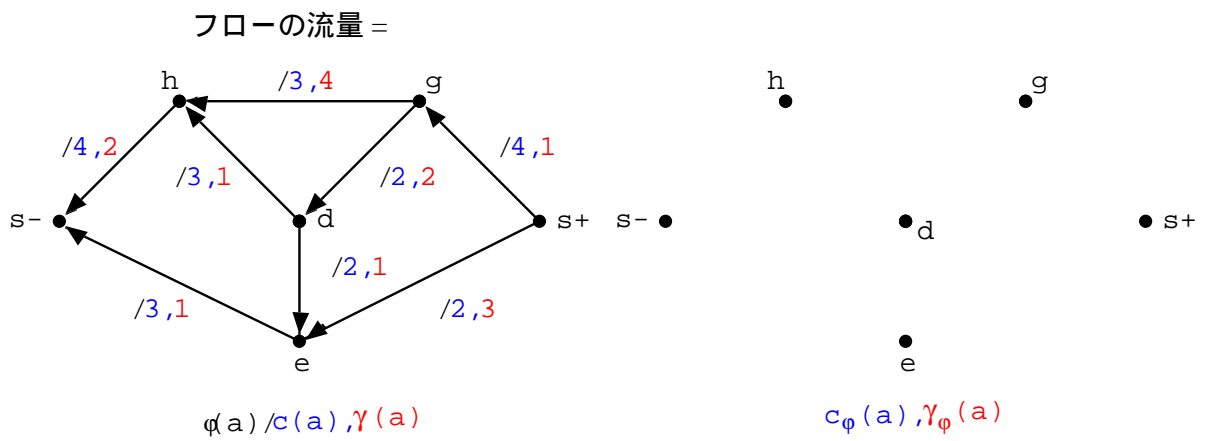 フローの流量 =
h
/3,4
g
/4,2
/3,1
/2,2
/4,1
s-
d
s+
/2,1
/3,1
/2,3
e
φ(a)/c(a),γ(a)
h
g
s-
d
s+
e
cφ(a),γφ(a)